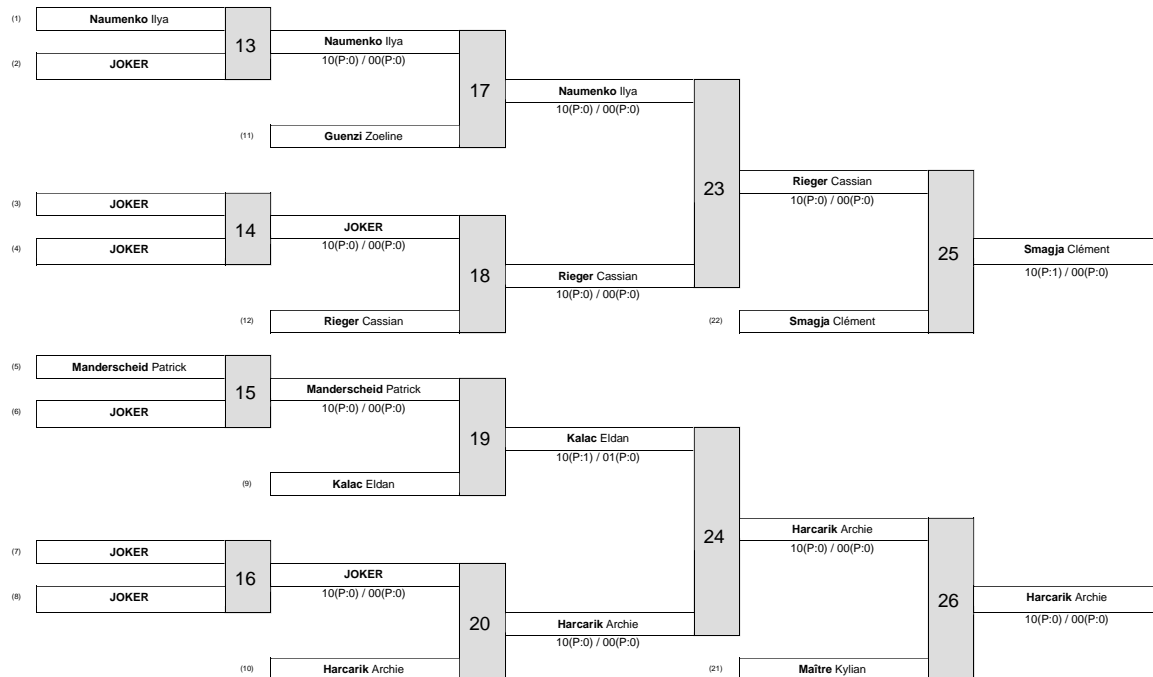 (1) Naumenko Ilya
13
Naumenko Ilya
10(P:0) / 00(P:0)
(2) JOKER
17
Naumenko Ilya
10(P:0) / 00(P:0)
(11) Guenzi Zoeline
23
Rieger Cassian
10(P:0) / 00(P:0)
(3) JOKER
14
JOKER
10(P:0) / 00(P:0)
(4) JOKER
18
Rieger Cassian
10(P:0) / 00(P:0)
(12) Rieger Cassian
25
Smagja Clément
10(P:1) / 00(P:0)
(22) Smagja Clément
(5) Manderscheid Patrick
15
Manderscheid Patrick
10(P:0) / 00(P:0)
(6) JOKER
19
Kalac Eldan
10(P:1) / 01(P:0)
(9) Kalac Eldan
24
Harcarik Archie
10(P:0) / 00(P:0)
(7) JOKER
16
JOKER
10(P:0) / 00(P:0)
(8) JOKER
20
Harcarik Archie
10(P:0) / 00(P:0)
(10) Harcarik Archie
26
Harcarik Archie
10(P:0) / 00(P:0)
(21) Maître Kylian